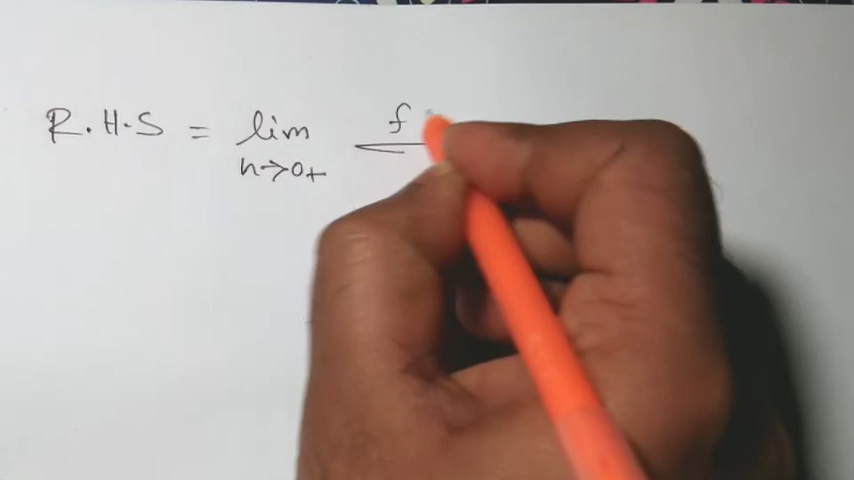 R.H.S = lim f
h→0+